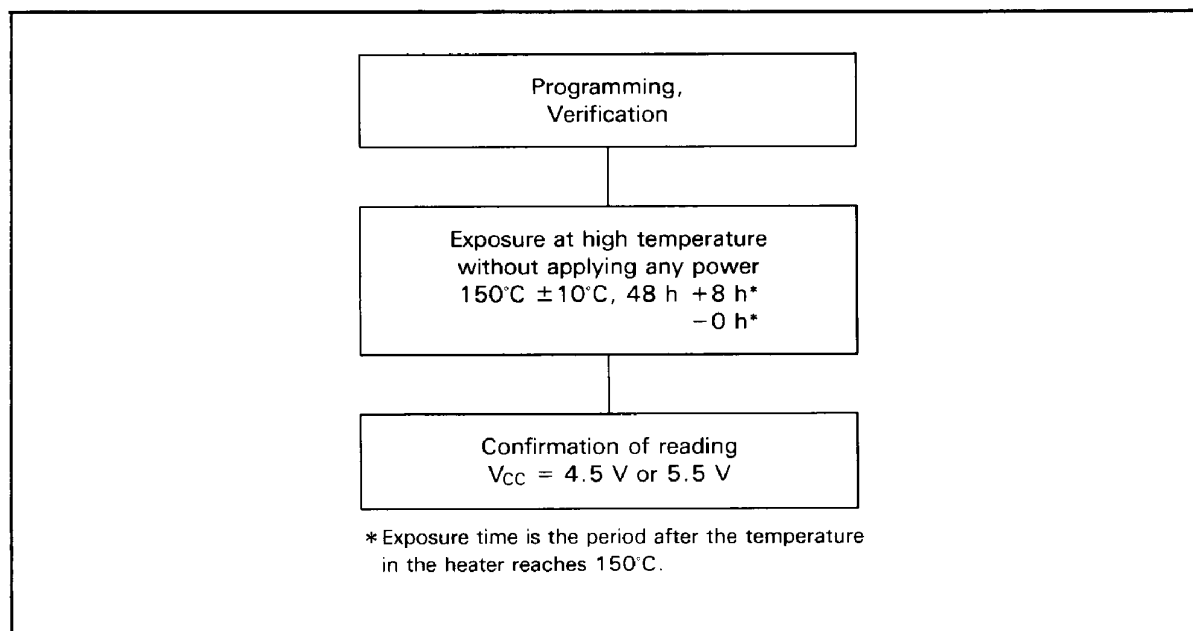 Programming,
Verification
Exposure at high temperature
without applying any power
150°C ±10°C, 48 h +8 h*
−0 h*
Confirmation of reading
VCC = 4.5 V or 5.5 V
* Exposure time is the period after the temperature
in the heater reaches 150°C.